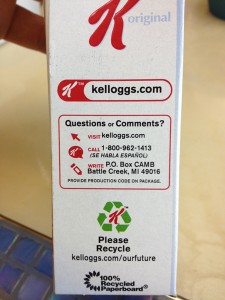 K
original
K kelloggs.com
Questions or Comments?
VISIT kelloggs.com
CALL 1-800-962-1413
(SE HABLA ESPAÑOL)
WRITE P.O. Box CAMB
Battle Creek, MI 49016
PROVIDE PRODUCTION CODE ON PACKAGE.
K
Please
Recycle
kelloggs.com/ourfuture
100%
Recycled
Paperboard